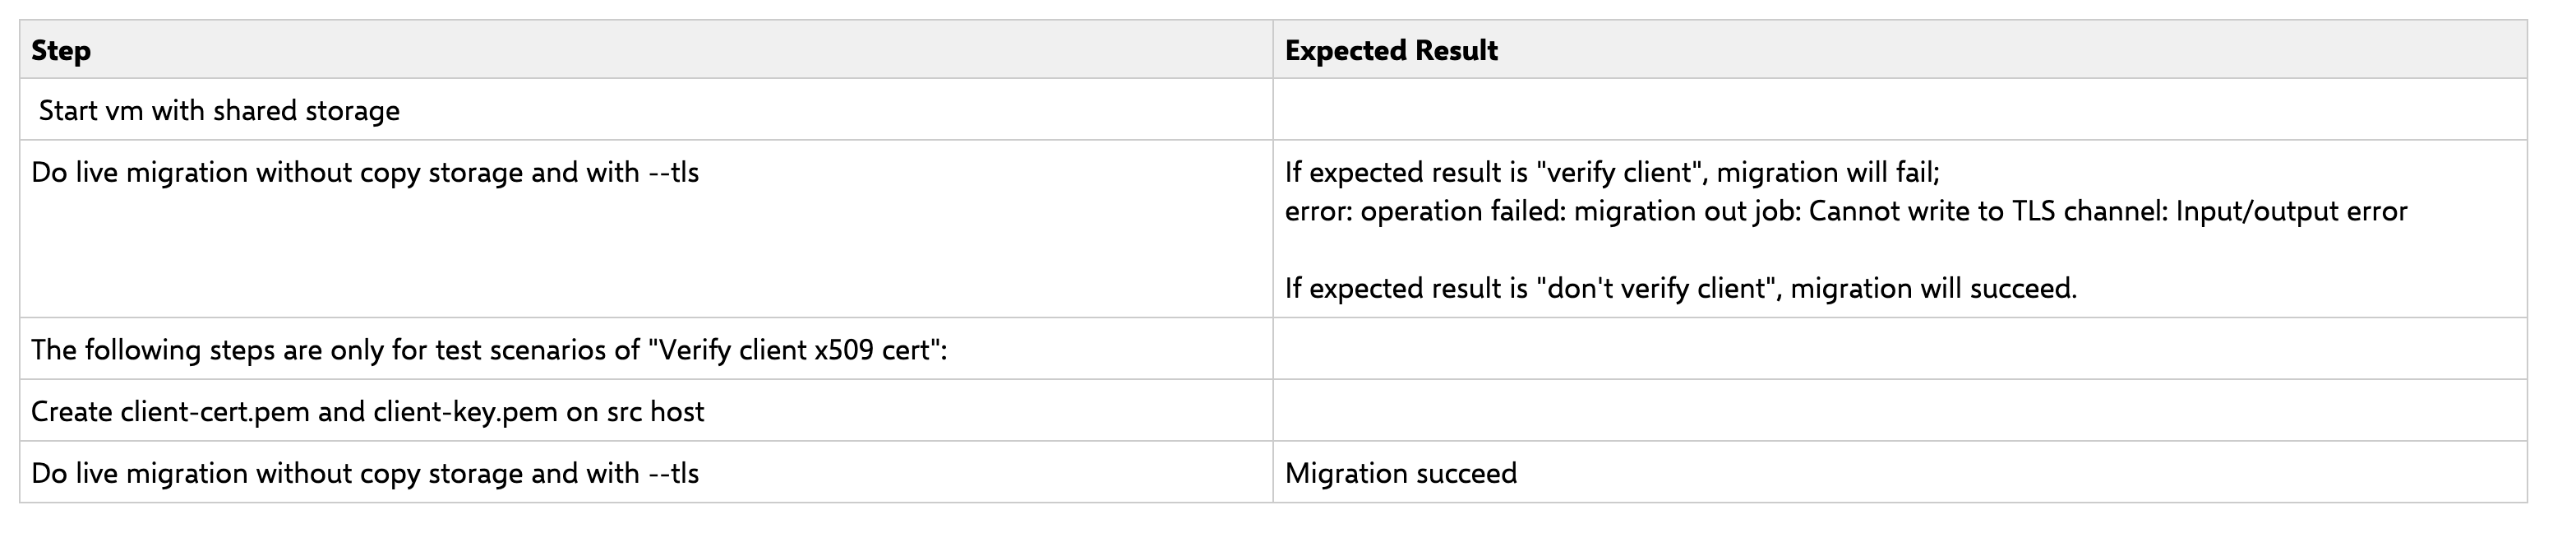 Step
Expected Result
Start vm with shared storage
Do live migration without copy storage and with --tls
If expected result is "verify client", migration will fail;
error: operation failed: migration out job: Cannot write to TLS channel: Input/output error
If expected result is "don't verify client", migration will succeed.
The following steps are only for test scenarios of "Verify client x509 cert":
Create client-cert.pem and client-key.pem on src host
Do live migration without copy storage and with --tls
Migration succeed